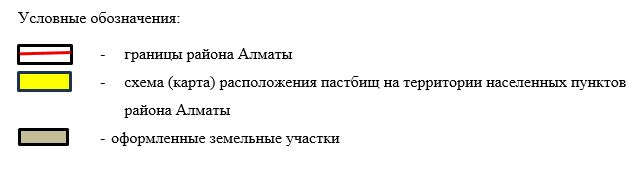 Условные обозначения:
- границы района Алматы
- схема (карта) расположения пастбищ на территории населенных пунктов
района Алматы
- оформленные земельные участки